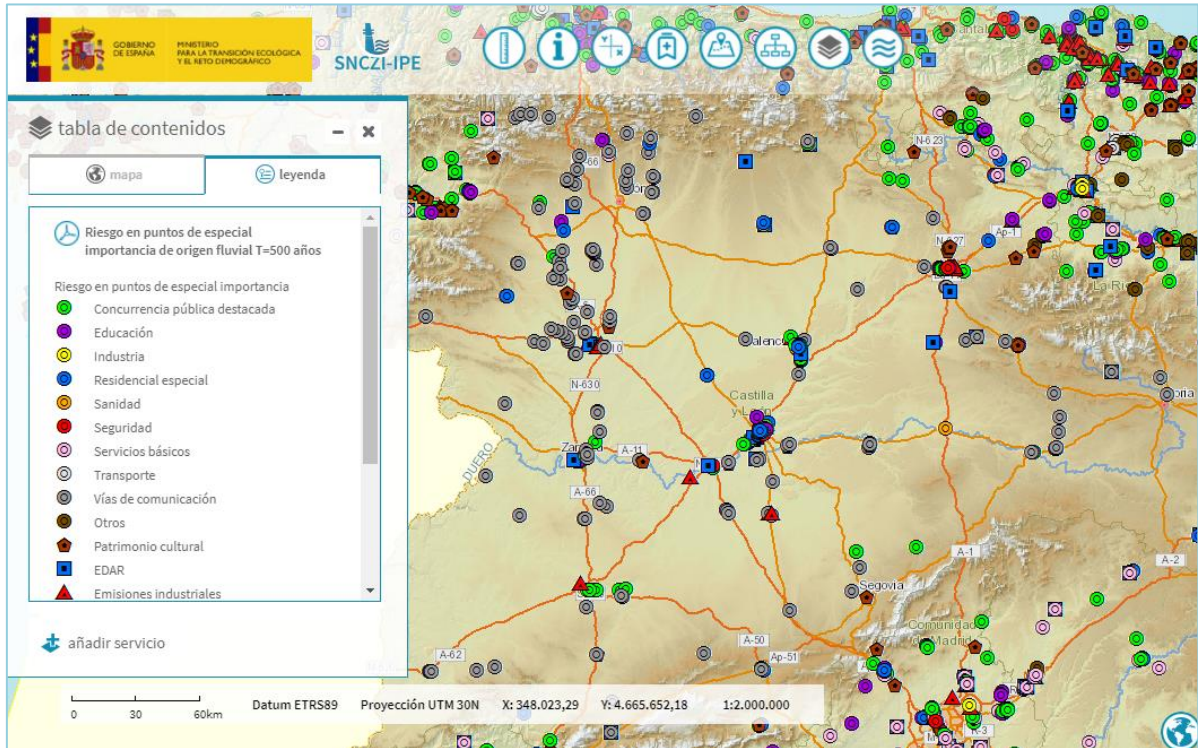 GOBIERNO
DE ESPAÑA
MINISTERIO
PARA LA TRANSICIÓN ECOLÓGICA
Y EL RETO DEMOGRÁFICO
SNCZI-IPE
tabla de contenidos
mapa
leyenda
Riesgo en puntos de especial
importancia de origen fluvial T=500 años
Riesgo en puntos de especial importancia
Concurrencia pública destacada
Educación
Industria
Residencial especial
Sanidad
Seguridad
Servicios básicos
Transporte
Vías de comunicación
Otros
Patrimonio cultural
EDAR
Emisiones industriales
añadir servicio
N-623
Ap-1
N-630
Castilla
y León
DUERO
A-11
A-66
A-1
A-2
Segovia
Comunidad
de Madrid
A-50
A-62
Ap-51
R-3
0
30
60km
Datum ETRS89
Proyección UTM 30N
X: 348.023,29
Y: 4.665.652,18
1:2.000.000